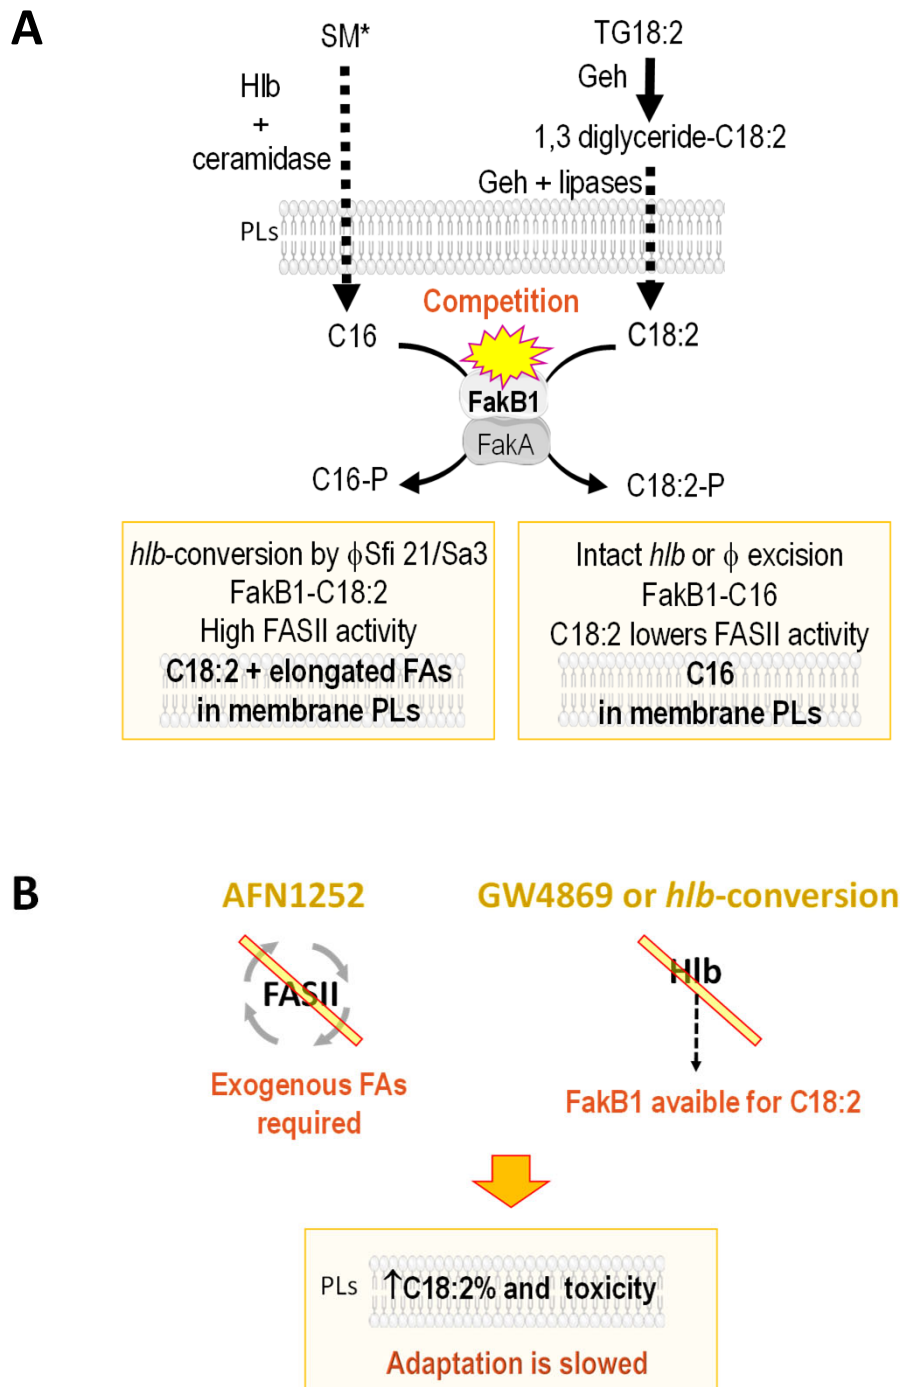 A
SM*
TG18:2
Hlb
+
ceramidase
Geh
1,3 diglyceride-C18:2
Geh + lipases
PLs
Competition
C16
C18:2
FakB1
FakA
C16-P
C18:2-P
hlb-conversion by ϕSfi 21/Sa3
FakB1-C18:2
High FASII activity
C18:2 + elongated FAs
in membrane PLs
Intact hlb or ϕ excision
FakB1-C16
C18:2 lowers FASII activity
C16
in membrane PLs
B
AFN1252
FASII
Exogenous FAs
required
GW4869 or hlb-conversion
Hlb
FakB1 avaible for C18:2
PLs
↑C18:2% and toxicity
Adaptation is slowed